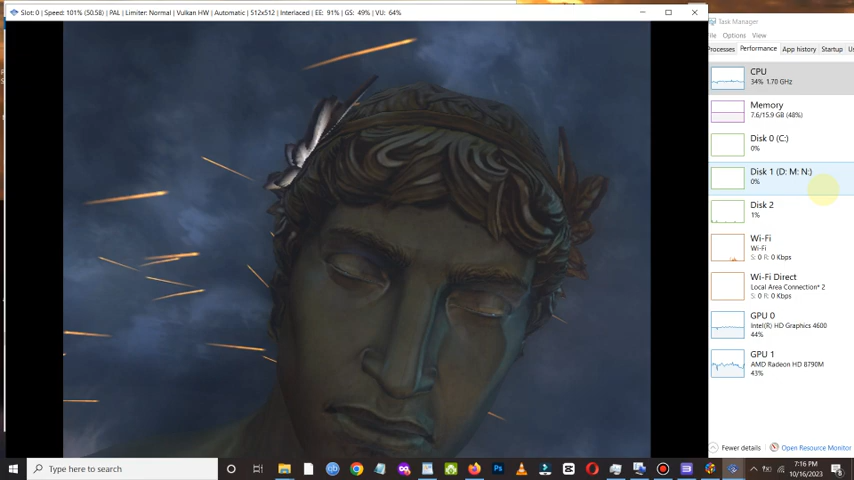 Slot: 0 | Speed: 101% (50.58) | PAL | Limiter: Normal | Vulkan HW | Automatic | 512x512 | Interlaced | EE: 91% | GS: 49% | VU: 64%
Task Manager
Options View
Processes Performance App history Startup
CPU
34% 1.70 GHz
Memory
7.6/15.9 GB (48%)
Disk 0 (C:)
0%
Disk 1 (D: M: N:)
0%
Disk 2
1%
Wi-Fi
Wi-Fi
S: 0 R: 0 Kbps
Wi-Fi Direct
Local Area Connection* 2
S: 0 R: 0 Kbps
GPU 0
Intel(R) HD Graphics 4600
44%
GPU 1
AMD Radeon HD 8790M
43%
Fewer details
Open Resource Monitor
Type here to search
7:16 PM
10/16/2023